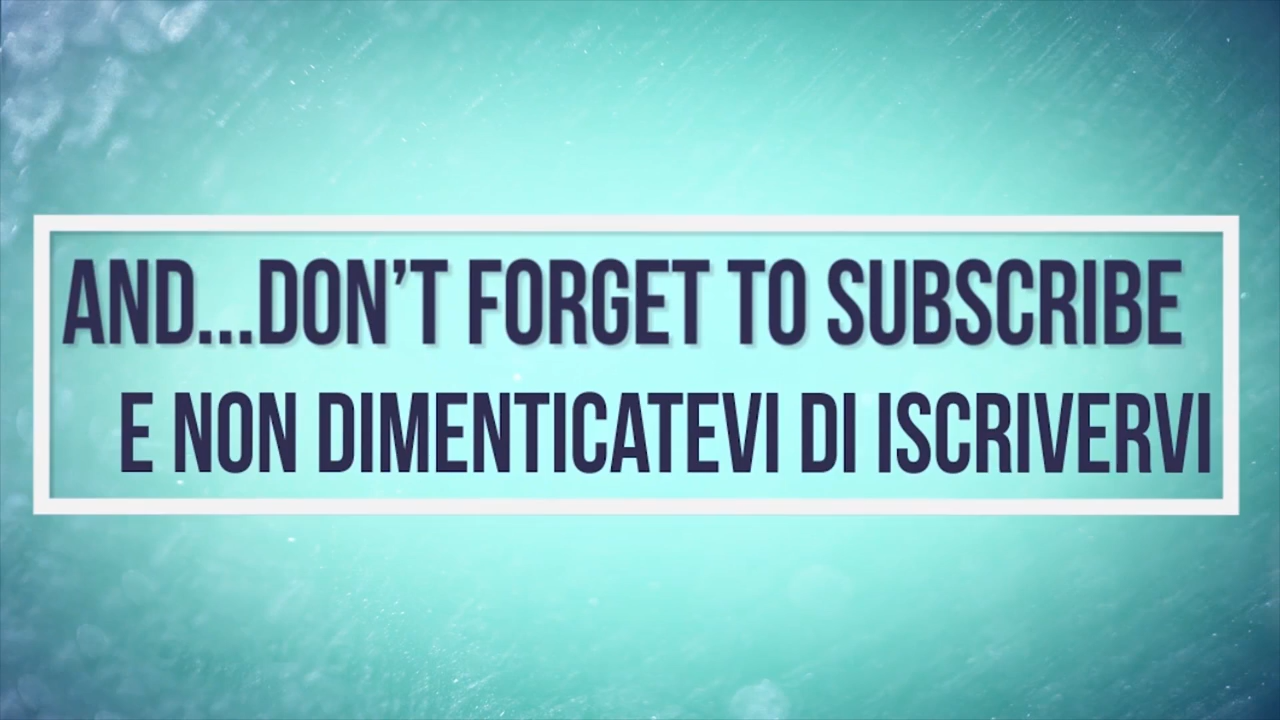 AND...DON’T FORGET TO SUBSCRIBE
E NON DIMENTICATEVI DI ISCRIVERVI